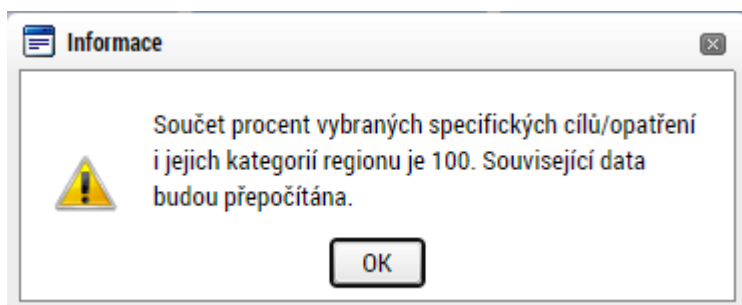 Informace
Součet procent vybraných specifických cílů/opatření
i jejich kategorií regionu je 100. Související data
budou přepočítána.
OK